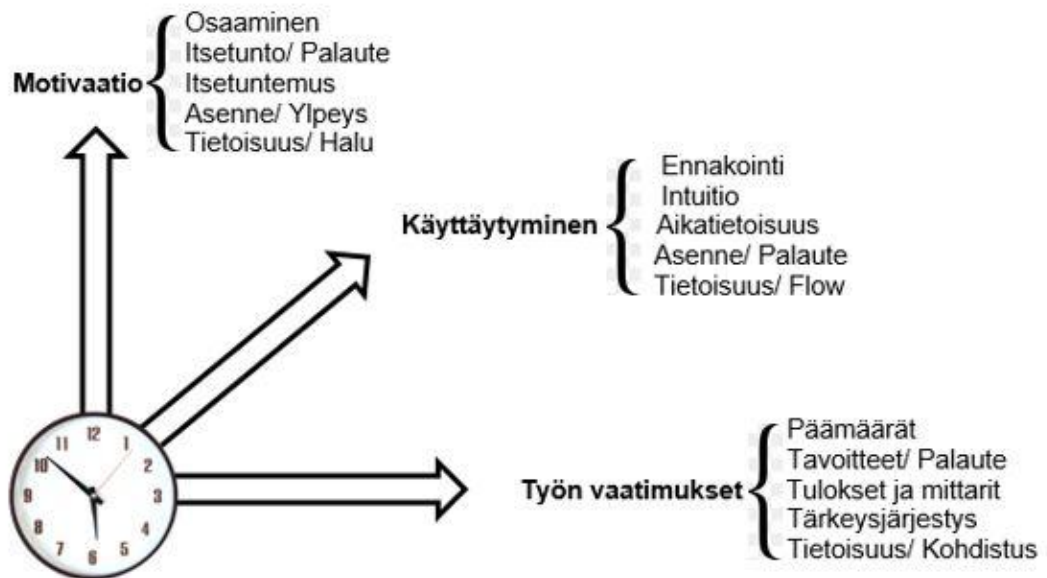 Motivaatio
Osaaminen
Itsetunto/ Palaute
Itsetuntemus
Asenne/ Ylpeys
Tietoisuus/ Halu
Käyttäytyminen
Ennakointi
Intuitio
Aikatietoisuus
Asenne/ Palaute
Tietoisuus/ Flow
Työn vaatimukset
Päämäärät
Tavoitteet/ Palaute
Tulokset ja mittarit
Tärkeysjärjestys
Tietoisuus/ Kohdistus
12
1
2
3
4
5
6
7
8
9
10
11